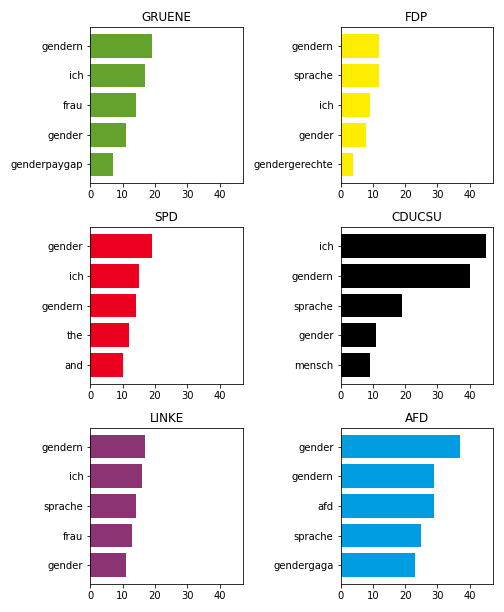 GRUENE
gendern
ich
frau
gender
genderpaygap
0 10 20 30 40
FDP
gendern
sprache
ich
gender
gendergerechte
0 10 20 30 40
SPD
gender
ich
gendern
the
and
0 10 20 30 40
CDUCSU
ich
gendern
sprache
gender
mensch
0 10 20 30 40
LINKE
gendern
ich
sprache
frau
gender
0 10 20 30 40
AFD
gender
gendern
afd
sprache
gendergaga
0 10 20 30 40